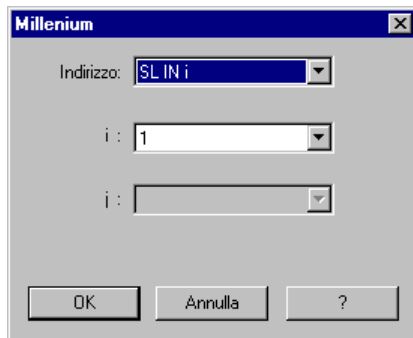 Millenium
Indirizzo: SL IN i
i : 1
j :
OK Annulla ?